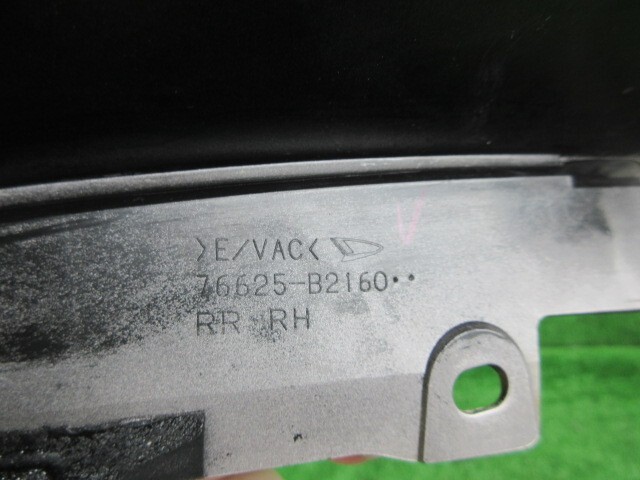 >E/VAC<
V
76625-B2160••
RR RH